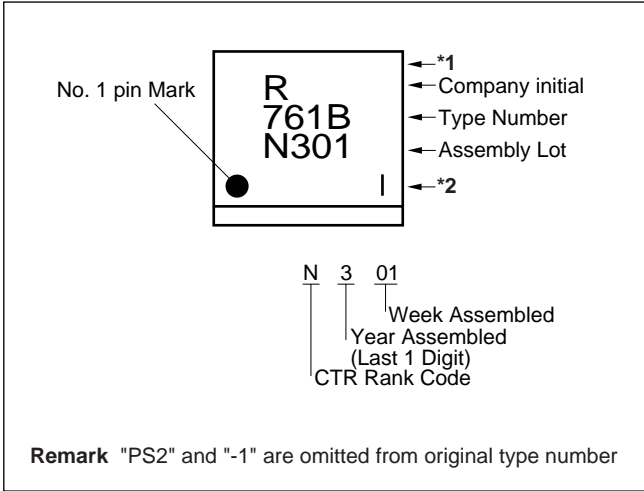 No. 1 pin Mark
R
761B
N301
*1
Company initial
Type Number
Assembly Lot
*2
N 3 01
Week Assembled
Year Assembled
(Last 1 Digit)
CTR Rank Code
Remark "PS2" and "-1" are omitted from original type number